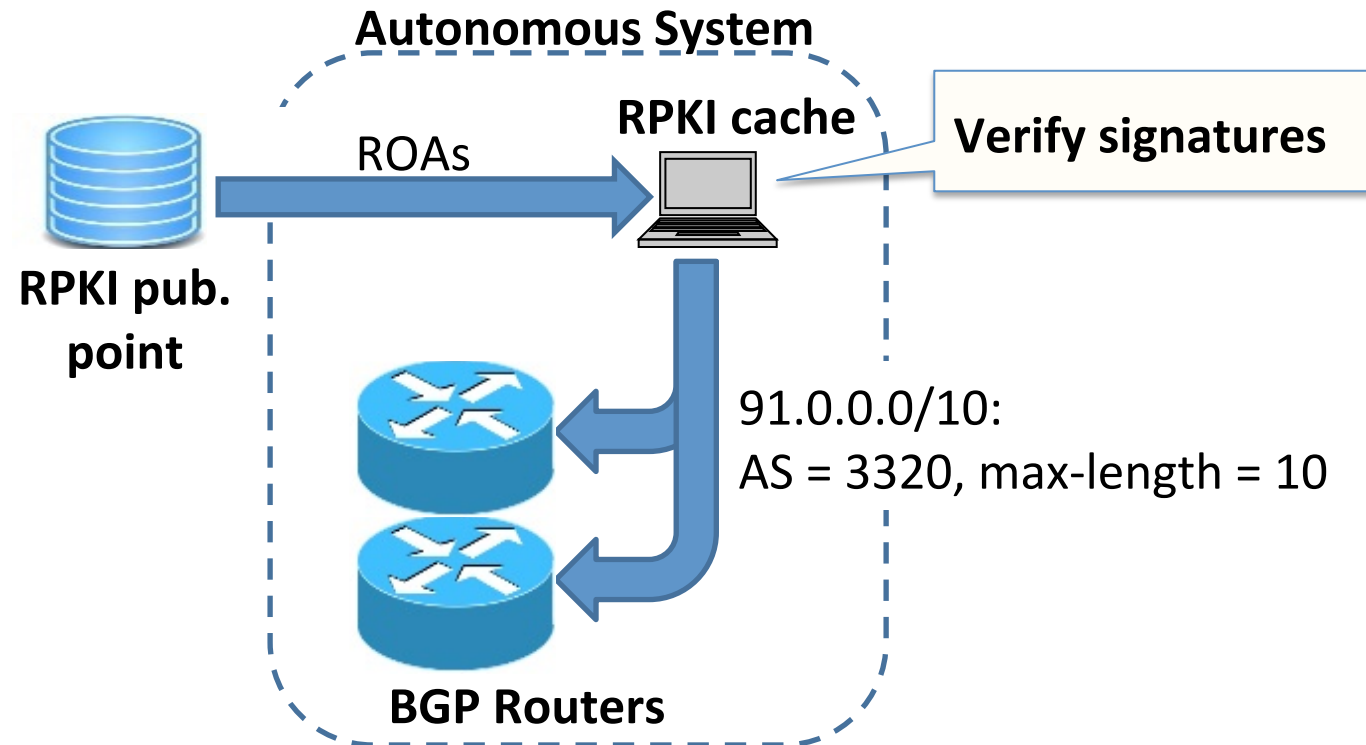 Autonomous System
RPKI cache
Verify signatures
ROAs
RPKI pub.
point
91.0.0.0/10:
AS = 3320, max-length = 10
BGP Routers